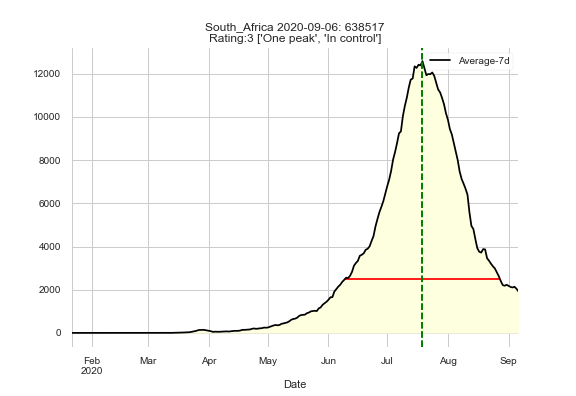 South_Africa 2020-09-06: 638517
Rating:3 ['One peak', 'In control']
Average-7d
12000
10000
8000
6000
4000
2000
0
Feb Mar Apr May Jun Jul Aug Sep
2020
Date